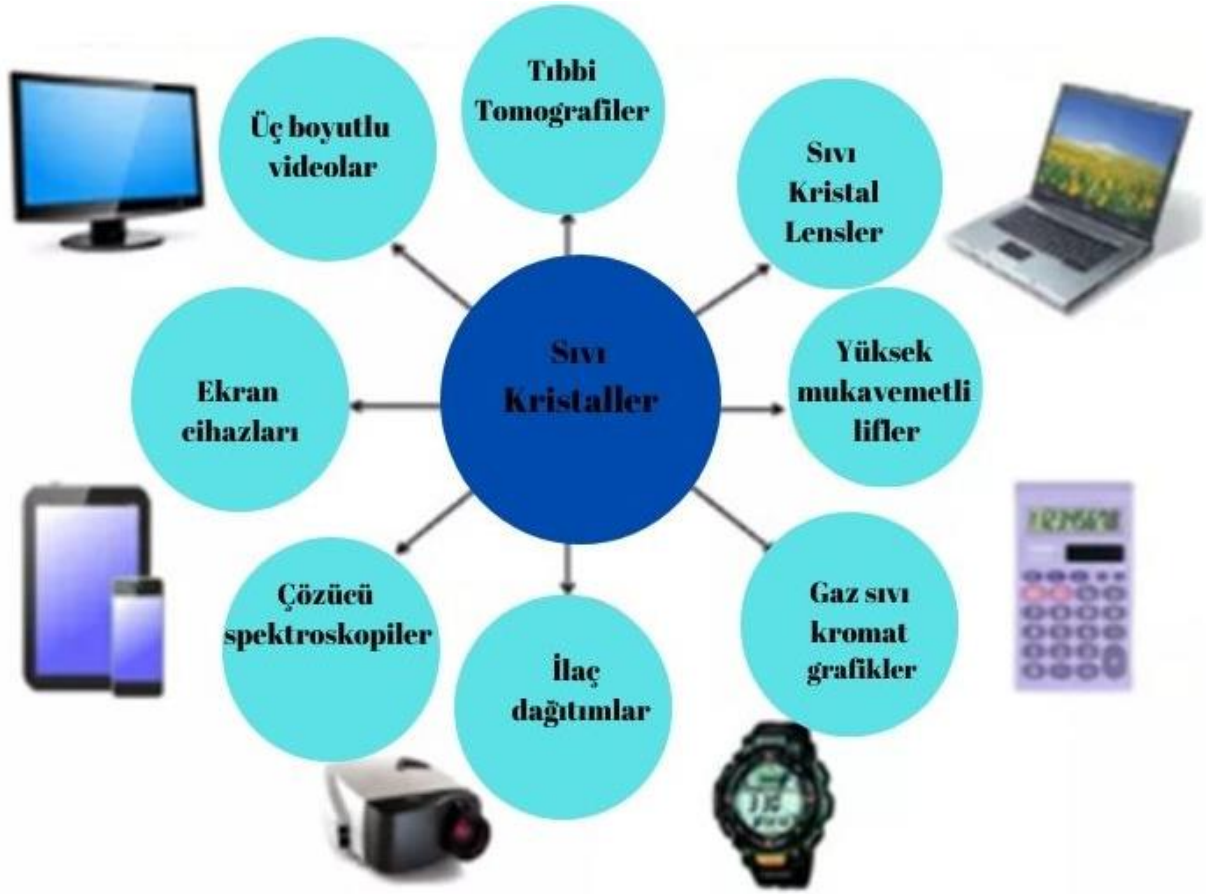 Tıbbi
Tomografiler
Üç boyutlu
videolar
Sıvı
Kristal
Lensler
Sıvı
Kristaller
Yüksek
mukavemetli
lifler
Ekran
cihazları
Çözücü
spektroskopiler
Gaz sıvı
kromat
grafikler
İlaç
dağıtımlar
12345678